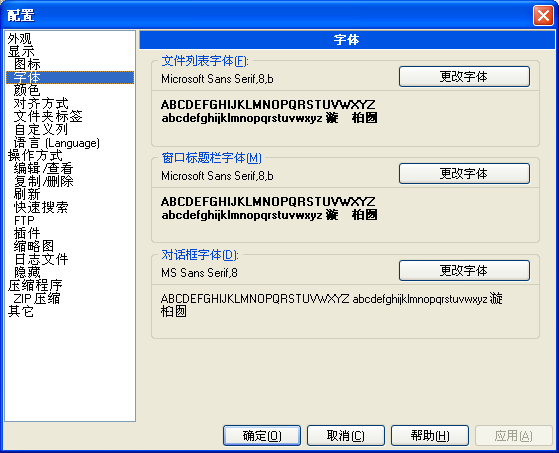 配置
外观
显示
图标
字体
颜色
对齐方式
文件夹标签
自定义列
语言 (Language)
操作方式
编辑/查看
复制/删除
刷新
快速搜索
FTP
插件
缩略图
日志文件
隐藏
压缩程序
ZIP 压缩
其它
字体
文件列表字体(F):
Microsoft Sans Serif,8,b
更改字体
ABCDEFGHIJKLMNOPQRSTUVWXYZ
abcdefghijklmnopqrstuvwxyz 漩 柏圂
窗口标题栏字体(M)
Microsoft Sans Serif,8,b
更改字体
ABCDEFGHIJKLMNOPQRSTUVWXYZ
abcdefghijklmnopqrstuvwxyz 漩 柏圂
对话框字体(D):
MS Sans Serif,8
更改字体
ABCDEFGHIJKLMNOPQRSTUVWXYZ abcdefghijklmnopqrstuvwxyz 漩
柏圂
确定(O)
取消(C)
帮助(H)
应用(A)